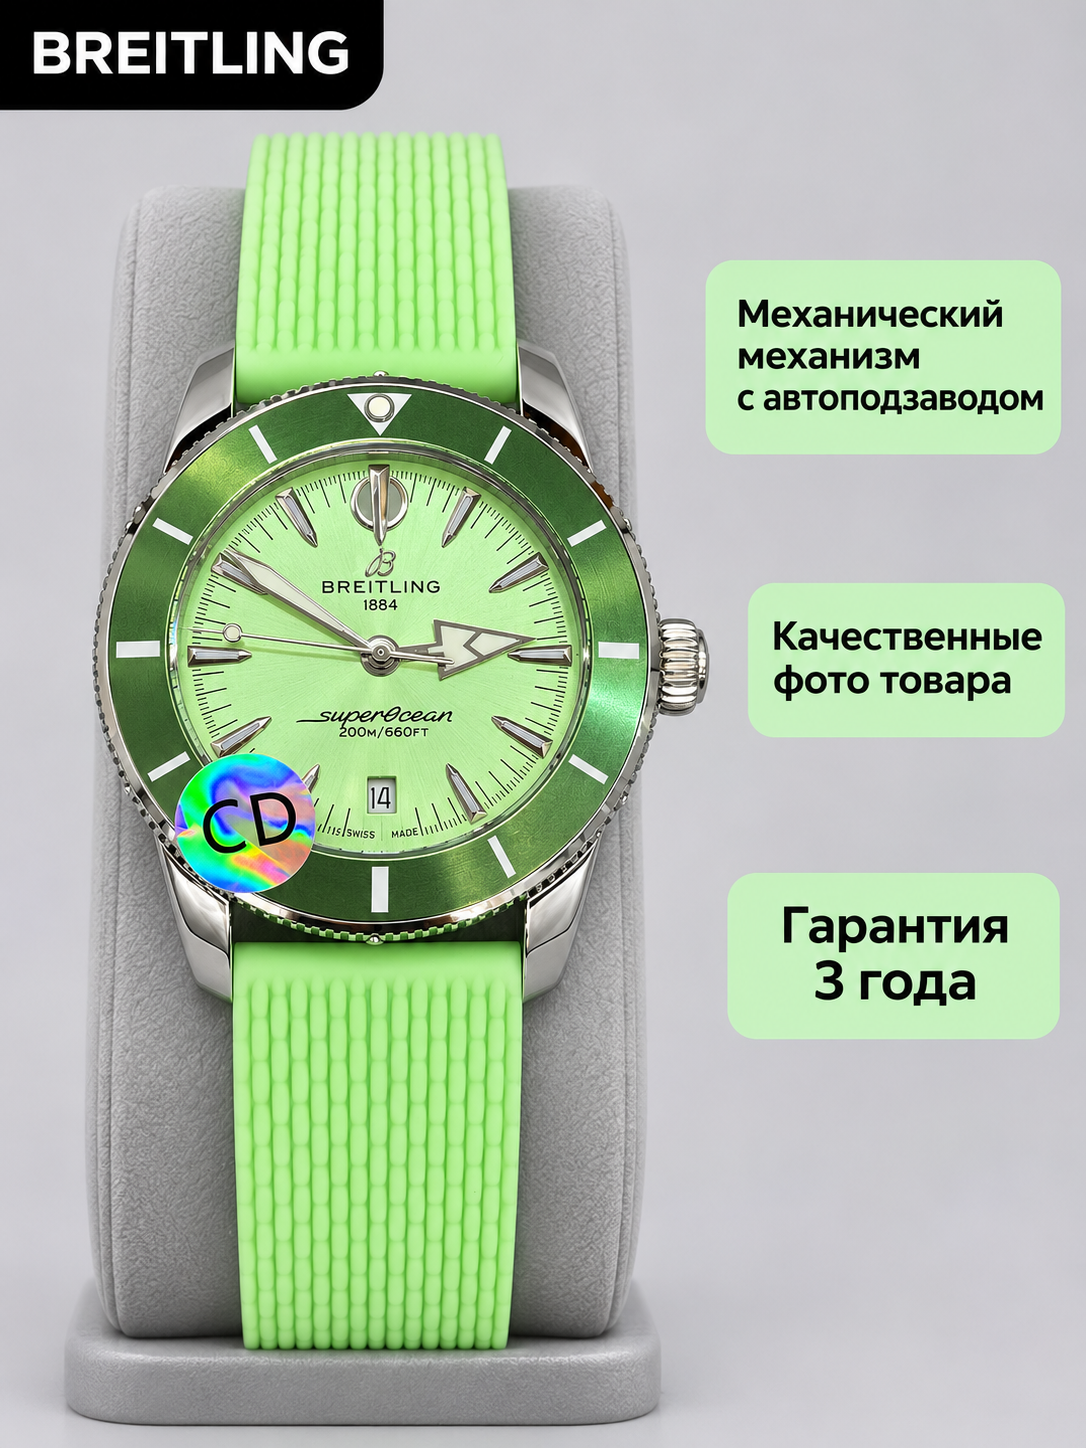 BREITLING
Механический
механизм
с автоподзаводом
B
BREITLING
1884
Качественные
фото товара
superOcean
200M/660FT
14
CD
SWISS MADE
Гарантия
3 года